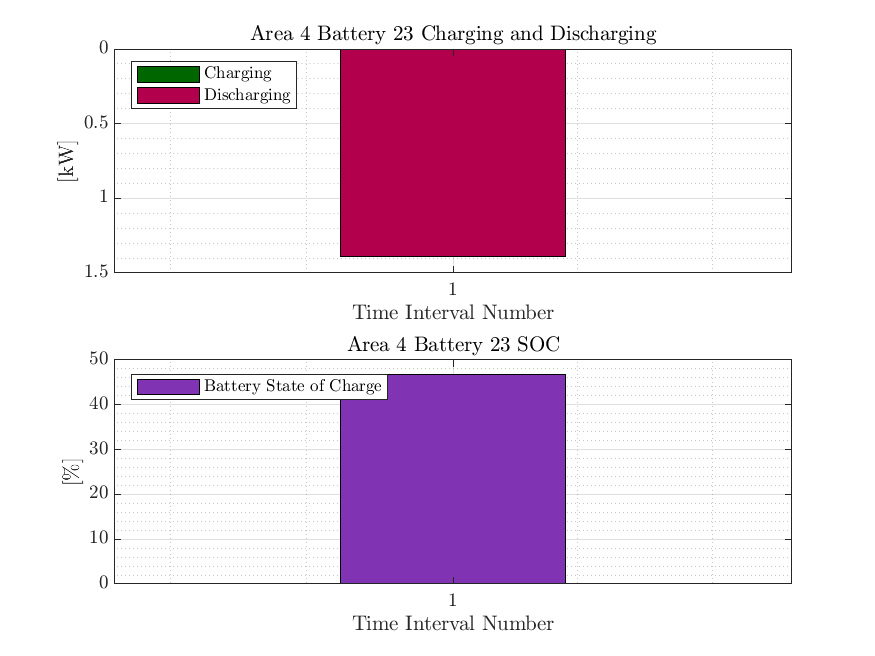 Area 4 Battery 23 Charging and Discharging
0
Charging
Discharging
0.5
[kW]
1
1.5
1
Time Interval Number
Area 4 Battery 23 SOC
50
Battery State of Charge
40
30
[%]
20
10
0
1
Time Interval Number